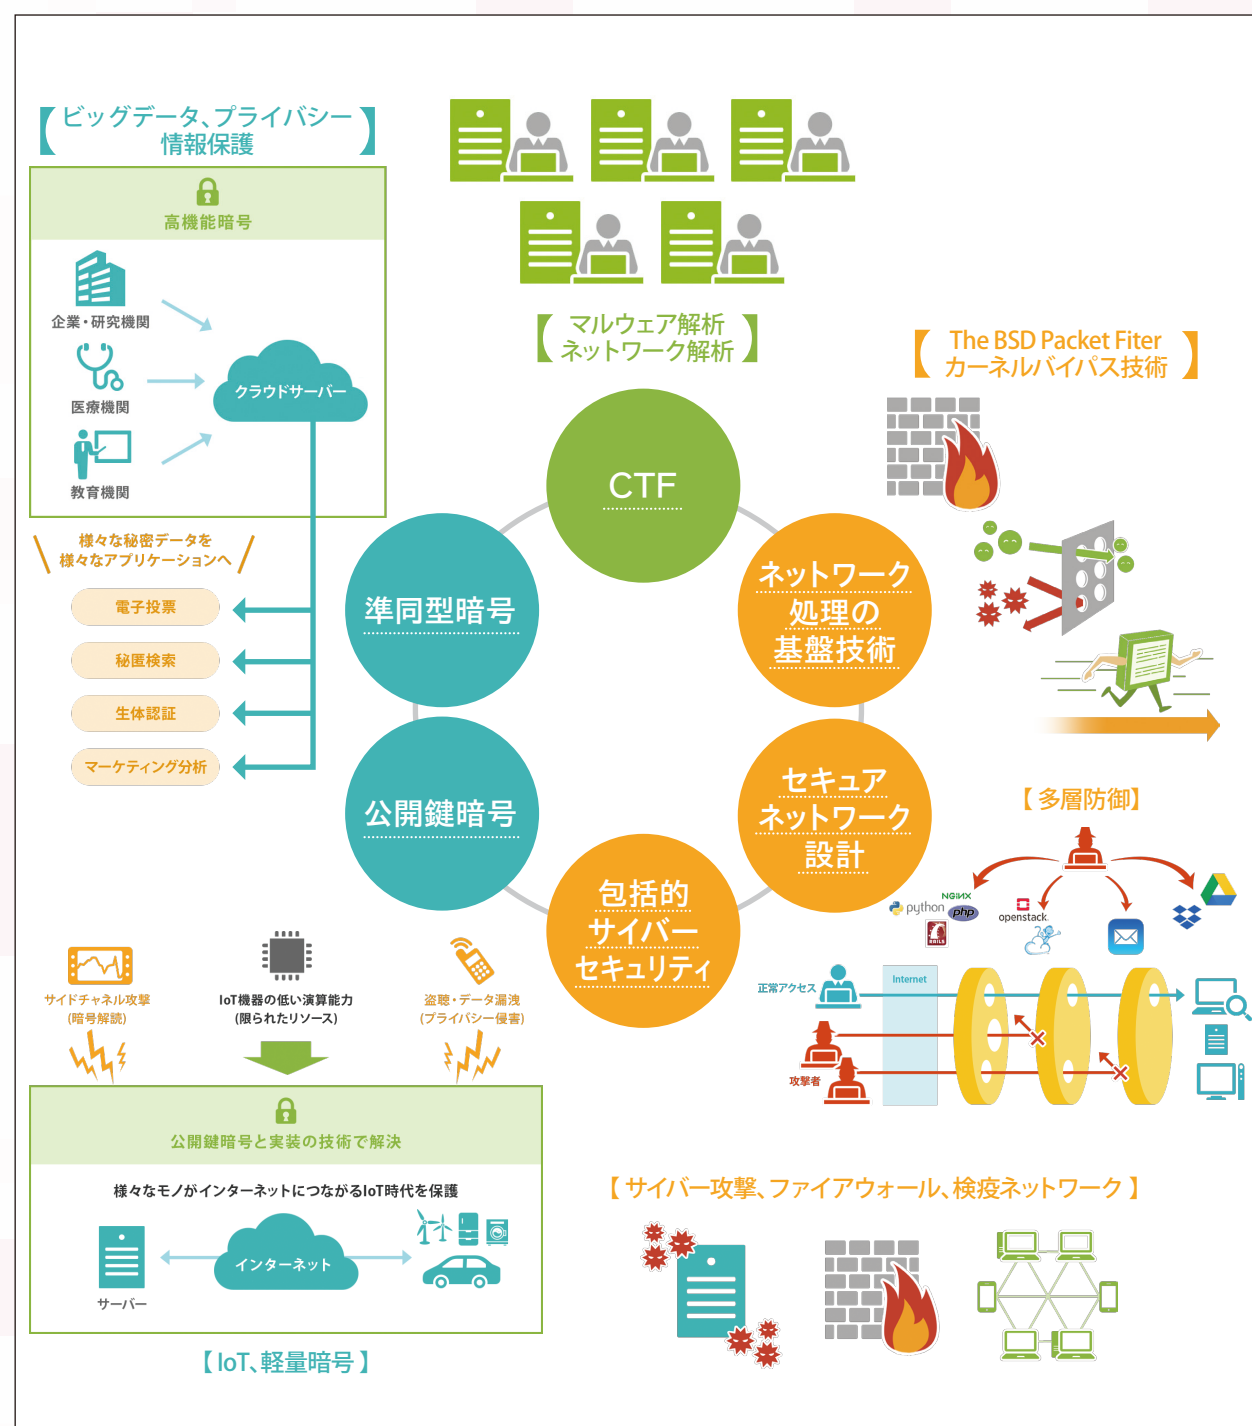 【ビッグデータ、プライバシー
情報保護】
高機能暗号
企業・研究機関
医療機関
教育機関
クラウドサーバー
様々な秘密データを
様々なアプリケーションへ
電子投票
秘匿検索
生体認証
マーケティング分析
【マルウェア解析
ネットワーク解析】
【The BSD Packet Fiter
カーネルバイパス技術】
CTF
準同型暗号
ネットワーク
処理の
基盤技術
公開鍵暗号
セキュア
ネットワーク
設計
包括的
サイバー
セキュリティ
【多層防御】
NGiNX
python
php
RAILS
openstack
正常アクセス
Internet
攻撃者
サイドチャネル攻撃
(暗号解読)
IoT機器の低い演算能力
(限られたリソース)
盗聴・データ漏洩
(プライバシー侵害)
公開鍵暗号と実装の技術で解決
様々なモノがインターネットにつながるIoT時代を保護
サーバー
インターネット
【IoT、軽量暗号】
【サイバー攻撃、ファイアウォール、検疫ネットワーク】